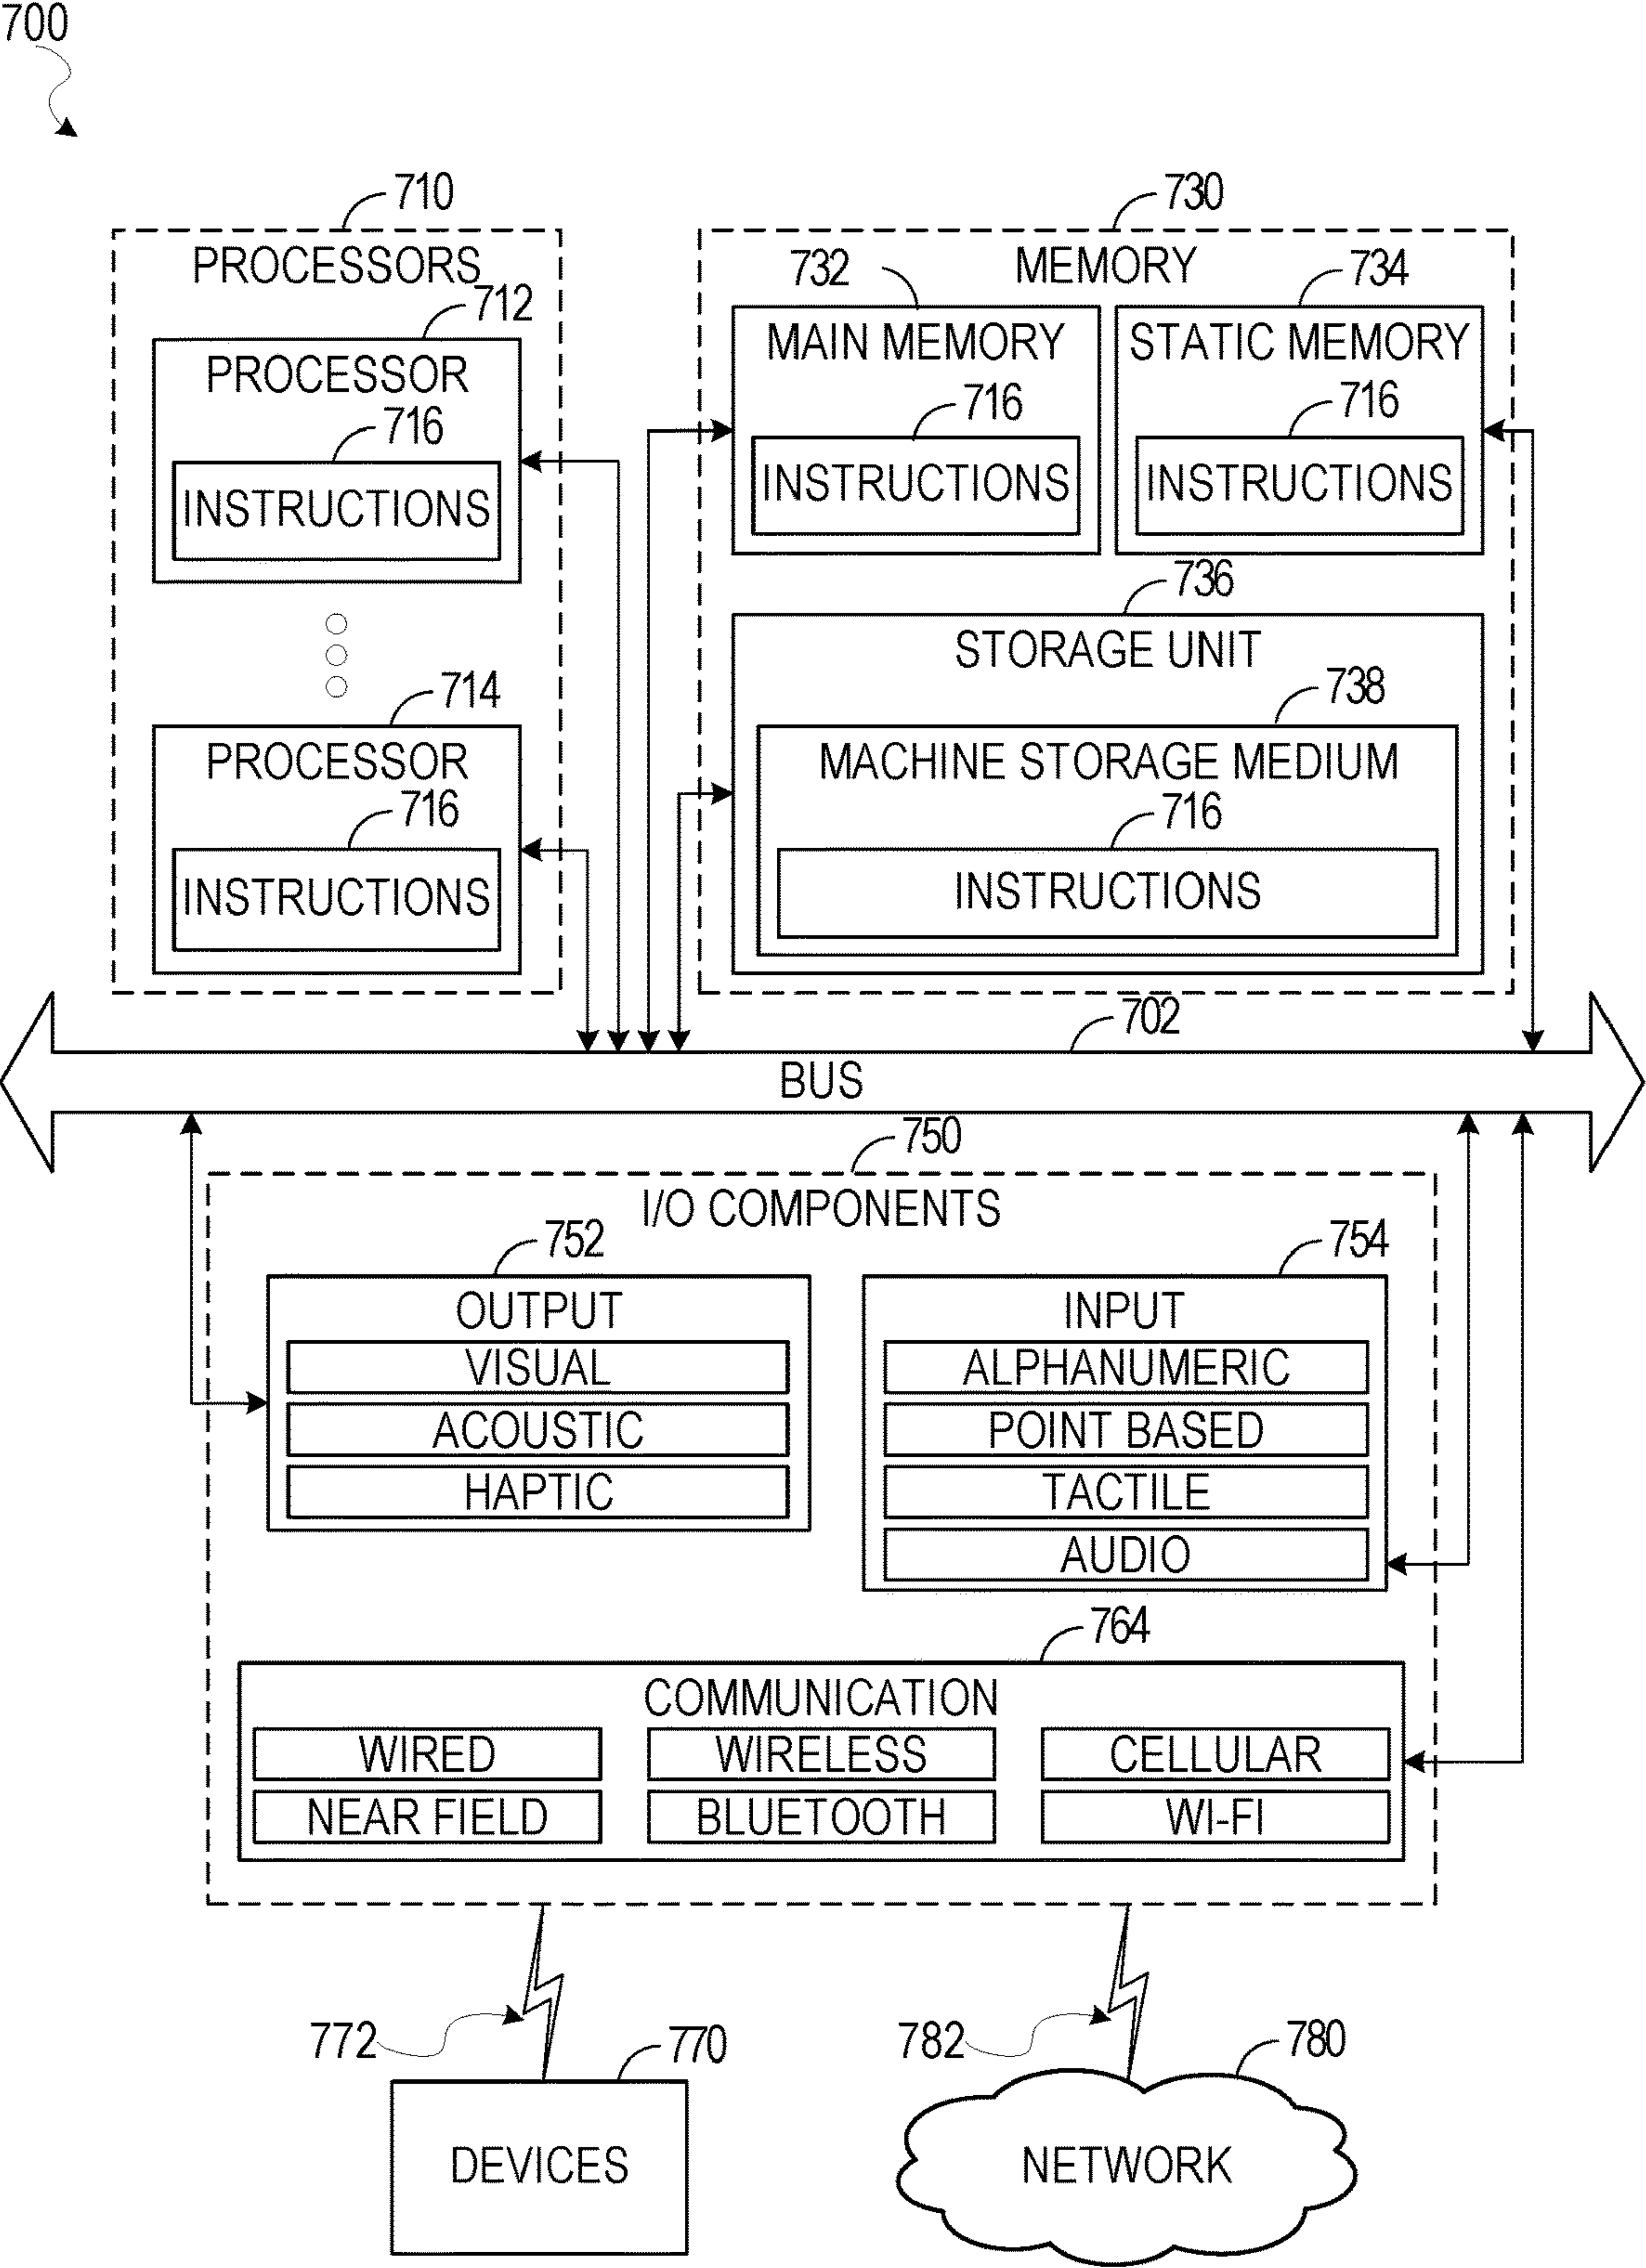 700
710
PROCESSORS
712
PROCESSOR
716
INSTRUCTIONS
714
PROCESSOR
716
INSTRUCTIONS
730
MEMORY
732
MAIN MEMORY
716
INSTRUCTIONS
734
STATIC MEMORY
716
INSTRUCTIONS
736
STORAGE UNIT
738
MACHINE STORAGE MEDIUM
716
INSTRUCTIONS
702
BUS
750
I/O COMPONENTS
752
OUTPUT
VISUAL
ACOUSTIC
HAPTIC
754
INPUT
ALPHANUMERIC
POINT BASED
TACTILE
AUDIO
764
COMMUNICATION
WIRED
WIRELESS
CELLULAR
NEAR FIELD
BLUETOOTH
WI-FI
772
770
DEVICES
782
780
NETWORK